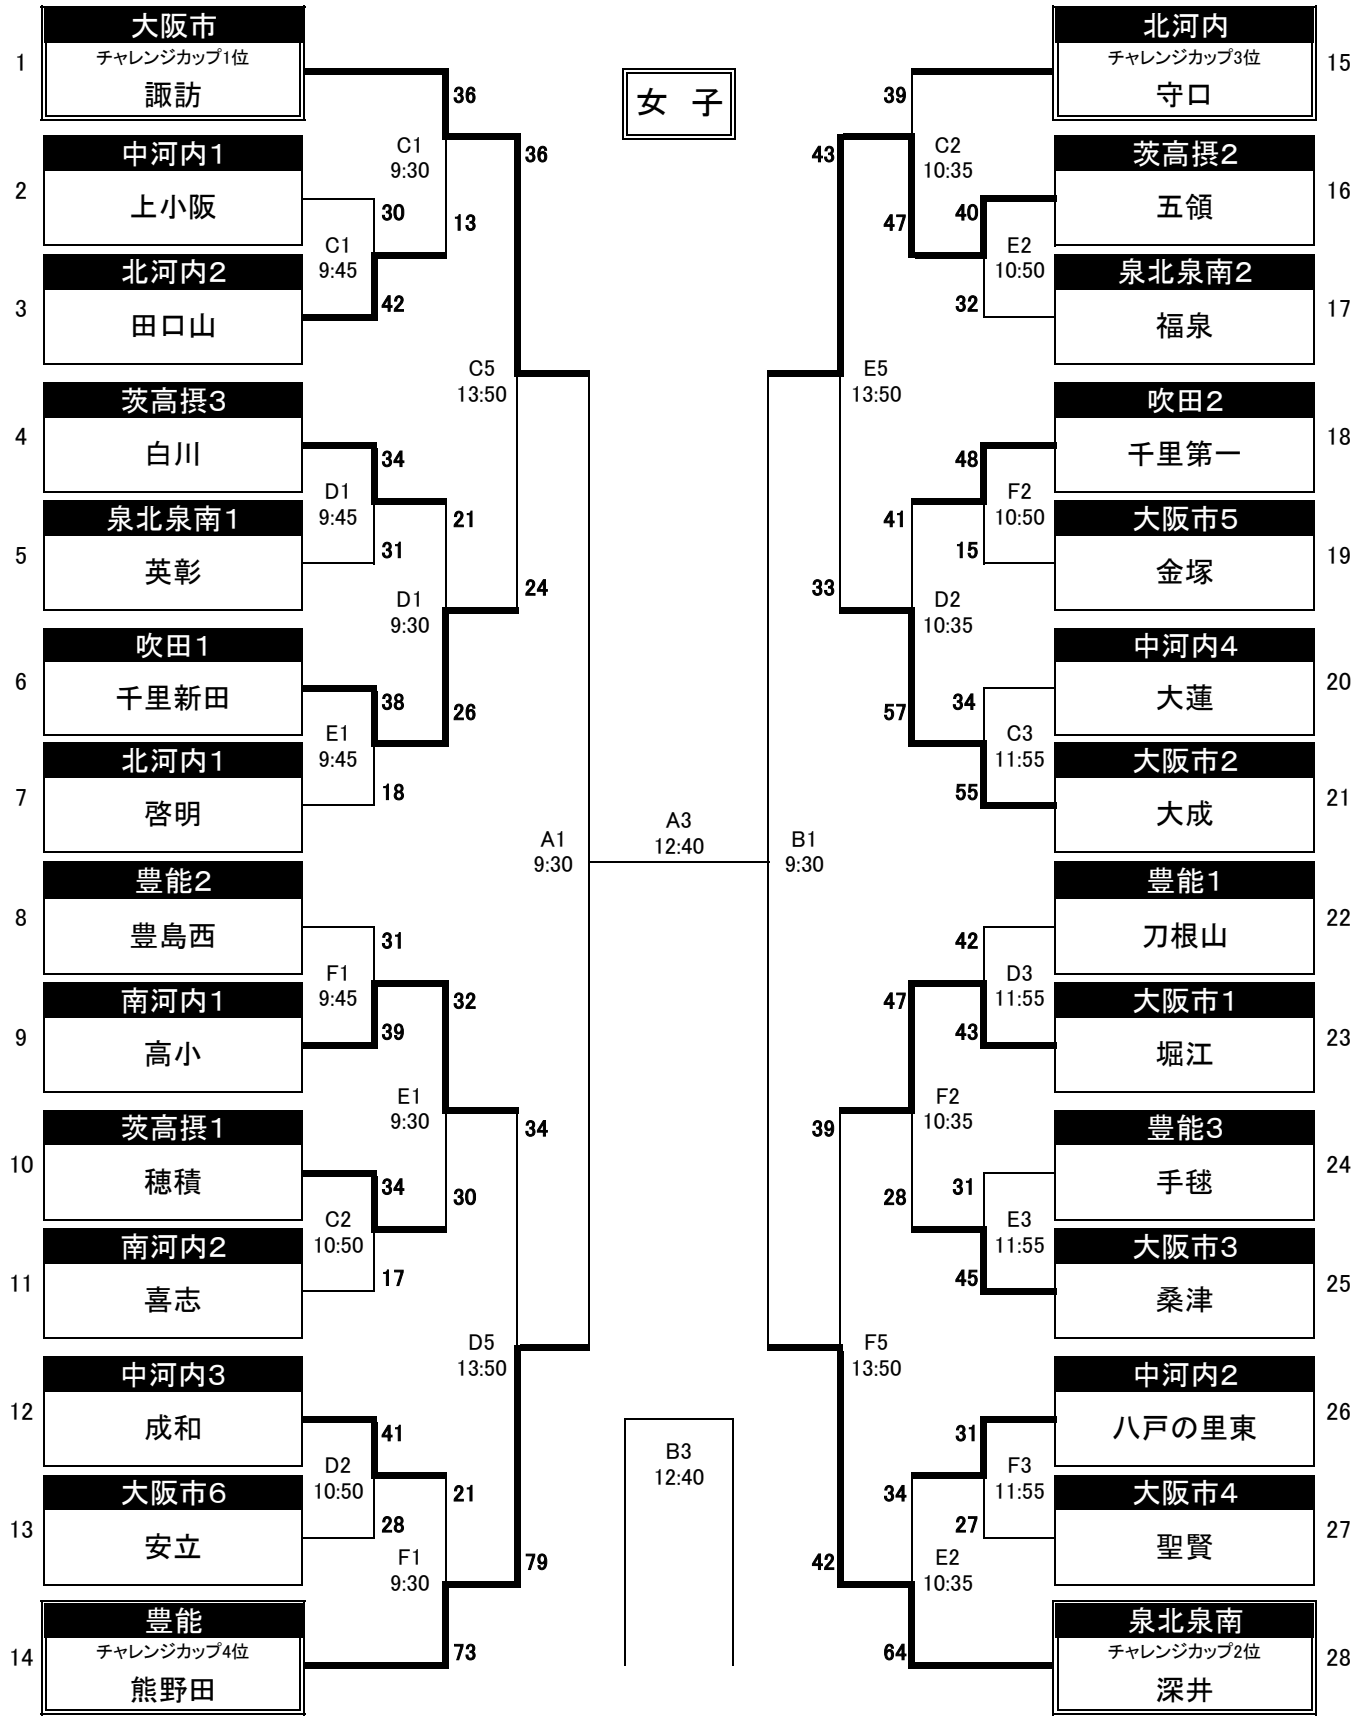 女 子
1
大阪市
チャレンジカップ1位
諏訪
2
中河内1
上小阪
3
北河内2
田口山
4
茨高摂3
白川
5
泉北泉南1
英彰
6
吹田1
千里新田
7
北河内1
啓明
8
豊能2
豊島西
9
南河内1
高小
10
茨高摂1
穂積
11
南河内2
喜志
12
中河内3
成和
13
大阪市6
安立
14
豊能
チャレンジカップ4位
熊野田
30
C1
9:45
42
34
D1
9:45
31
38
E1
9:45
18
31
F1
9:45
39
34
C2
10:50
17
41
D2
10:50
28
36
C1
9:30
13
21
D1
9:30
26
32
E1
9:30
30
21
F1
9:30
73
36
C5
13:50
24
34
D5
13:50
79
A1
9:30
A3
12:40
B1
9:30
B3
12:40
43
E5
13:50
33
39
F5
13:50
42
39
C2
10:35
47
41
D2
10:35
57
47
F2
10:35
28
34
E2
10:35
64
40
E2
10:50
32
48
F2
10:50
15
34
C3
11:55
55
42
D3
11:55
43
31
E3
11:55
45
31
F3
11:55
27
北河内
チャレンジカップ3位
守口
15
茨高摂2
五領
16
泉北泉南2
福泉
17
吹田2
千里第一
18
大阪市5
金塚
19
中河内4
大蓮
20
大阪市2
大成
21
豊能1
刀根山
22
大阪市1
堀江
23
豊能3
手毬
24
大阪市3
桑津
25
中河内2
八戸の里東
26
大阪市4
聖賢
27
泉北泉南
チャレンジカップ2位
深井
28